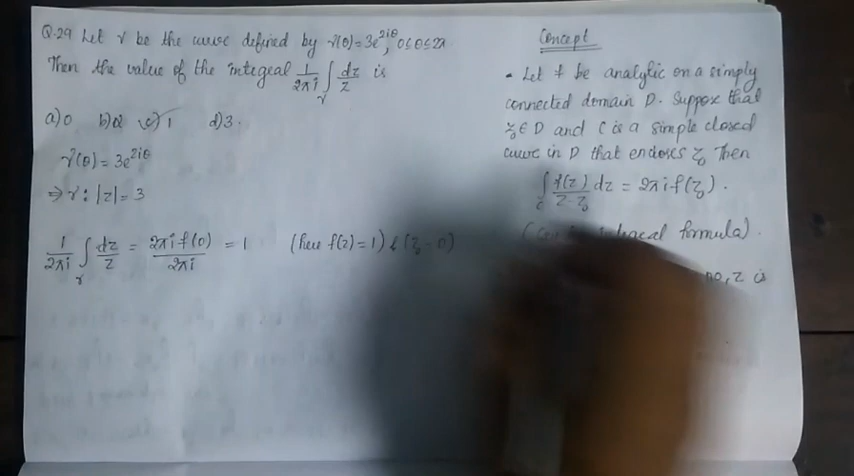 Q.29 Let γ be the curve defined by γ(θ)=3e^{2iθ}, 0≤θ≤2π
Then the value of the integral 1/2πi ∫_γ dz/z is
a) 0 b) 2 c) 1 d) 3.
γ(θ) = 3e^{2iθ}
⇒ γ: |z| = 3
1/2πi ∫_γ dz/z = 2πi f(0)/2πi = 1 (here f(z)=1) & (z₀ = 0)
Concept
• Let f be analytic on a simply
connected domain D. Suppose that
z₀ ∈ D and C is a simple closed
curve in D that encloses z₀ Then
∫_C f(z)/z-z₀ dz = 2πi f(z₀).
integral formula).
z is